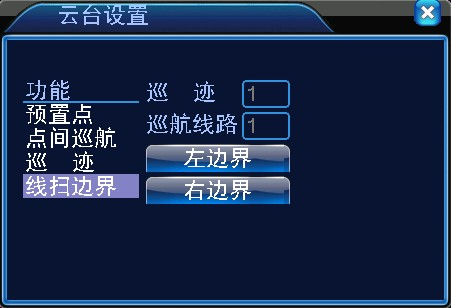 云台设置
功能
预置点
点间巡航
巡 迹
线扫边界
巡 迹 1
巡航线路 1
左边界
右边界